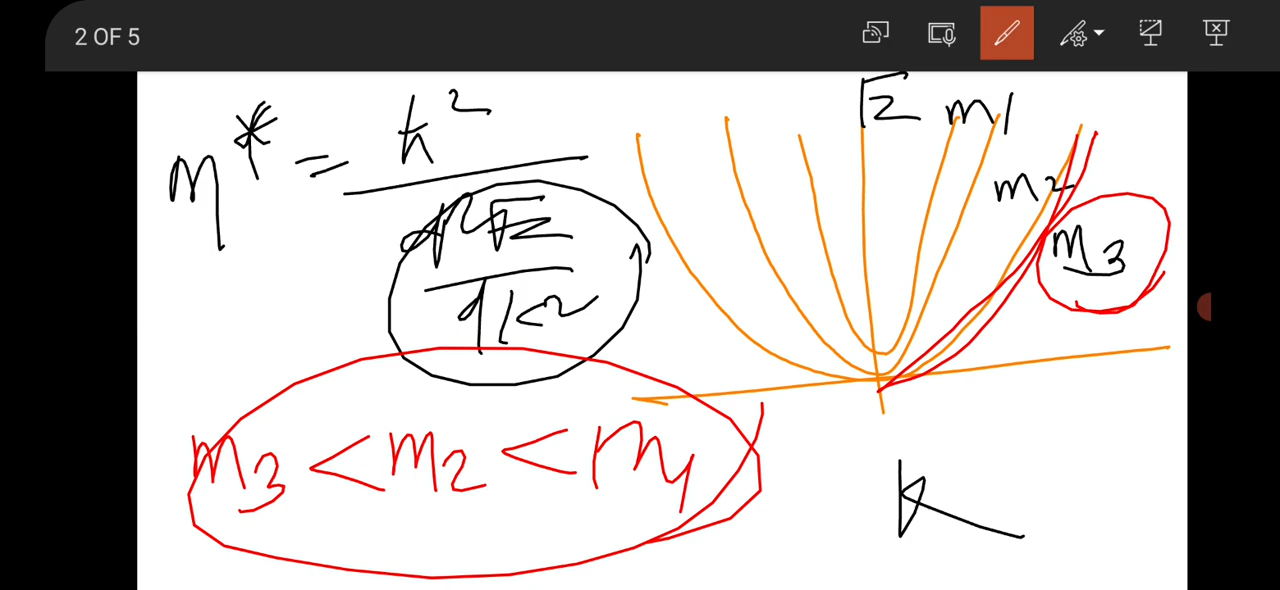 2 OF 5
m* = ħ²
d²E
dk²
E m1
m2
m3
m3 < m2 < m1
K